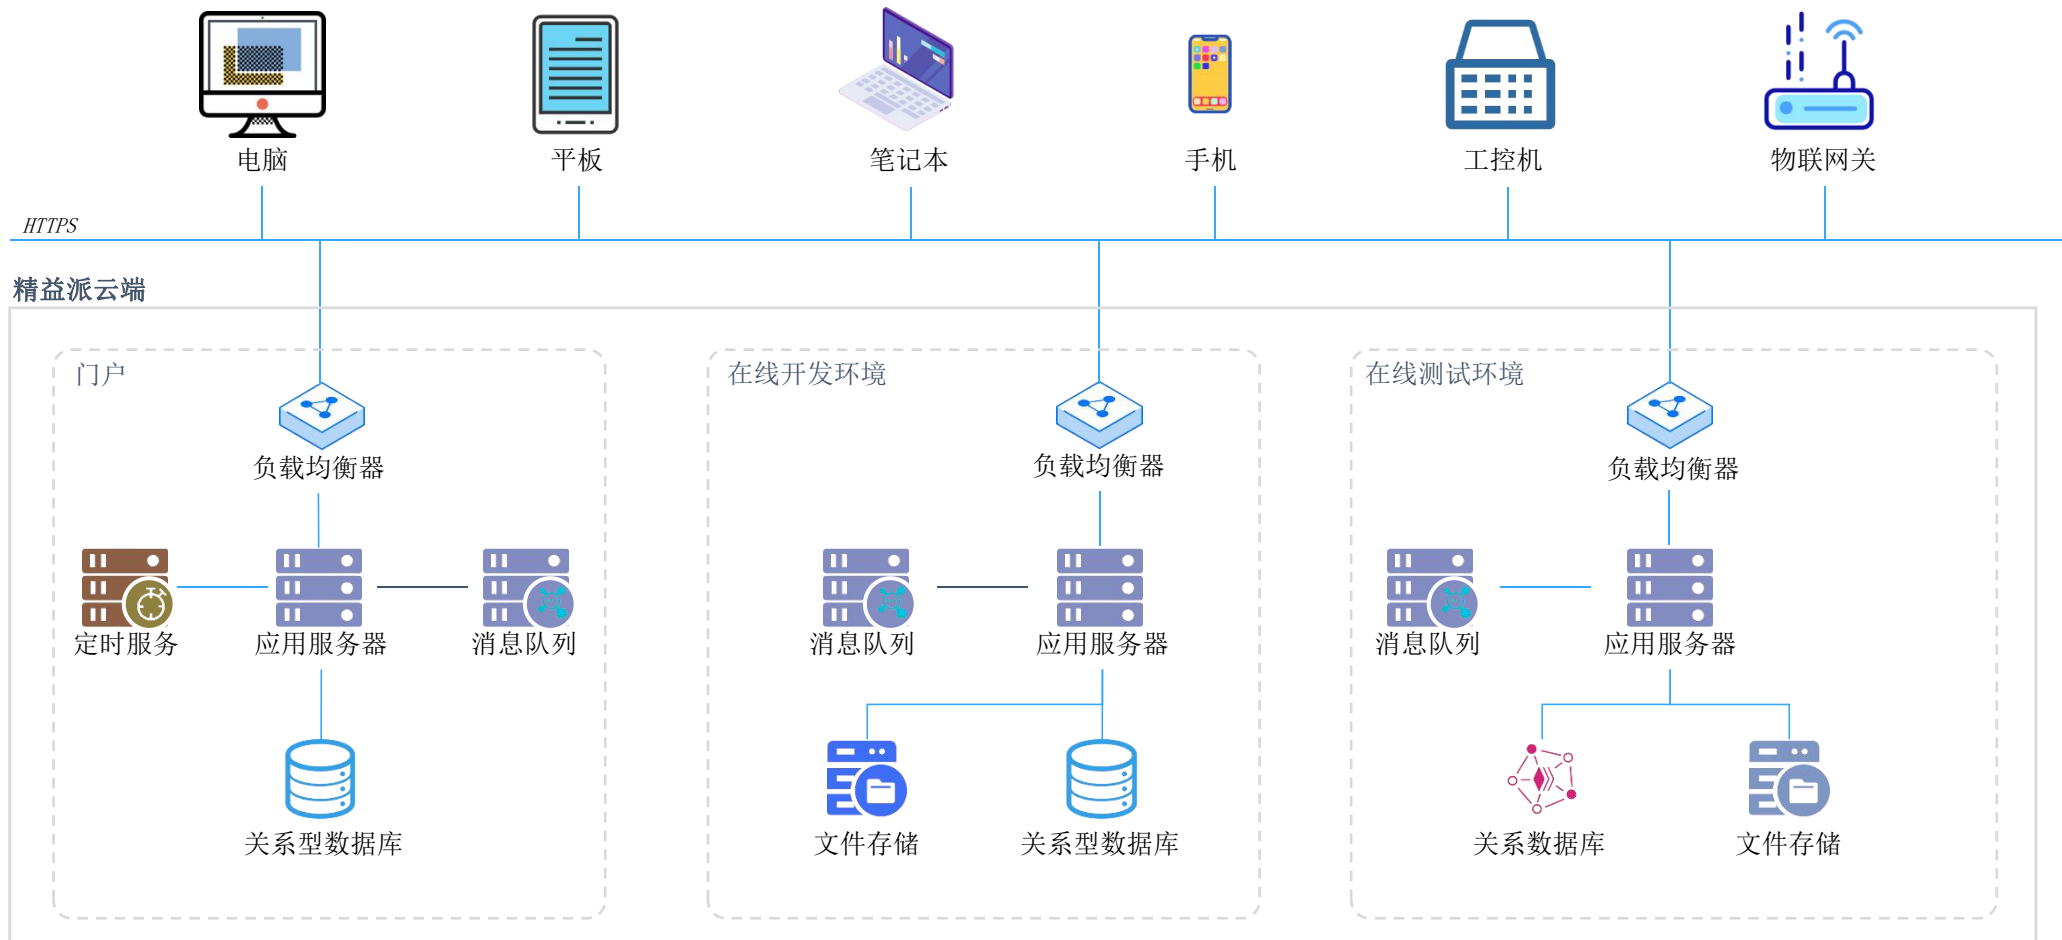 电脑
平板
笔记本
手机
工控机
物联网关
HTTPS
精益派云端
门户
在线开发环境
在线测试环境
负载均衡器
负载均衡器
负载均衡器
定时服务
应用服务器
消息队列
消息队列
应用服务器
消息队列
应用服务器
关系型数据库
文件存储
关系型数据库
关系数据库
文件存储